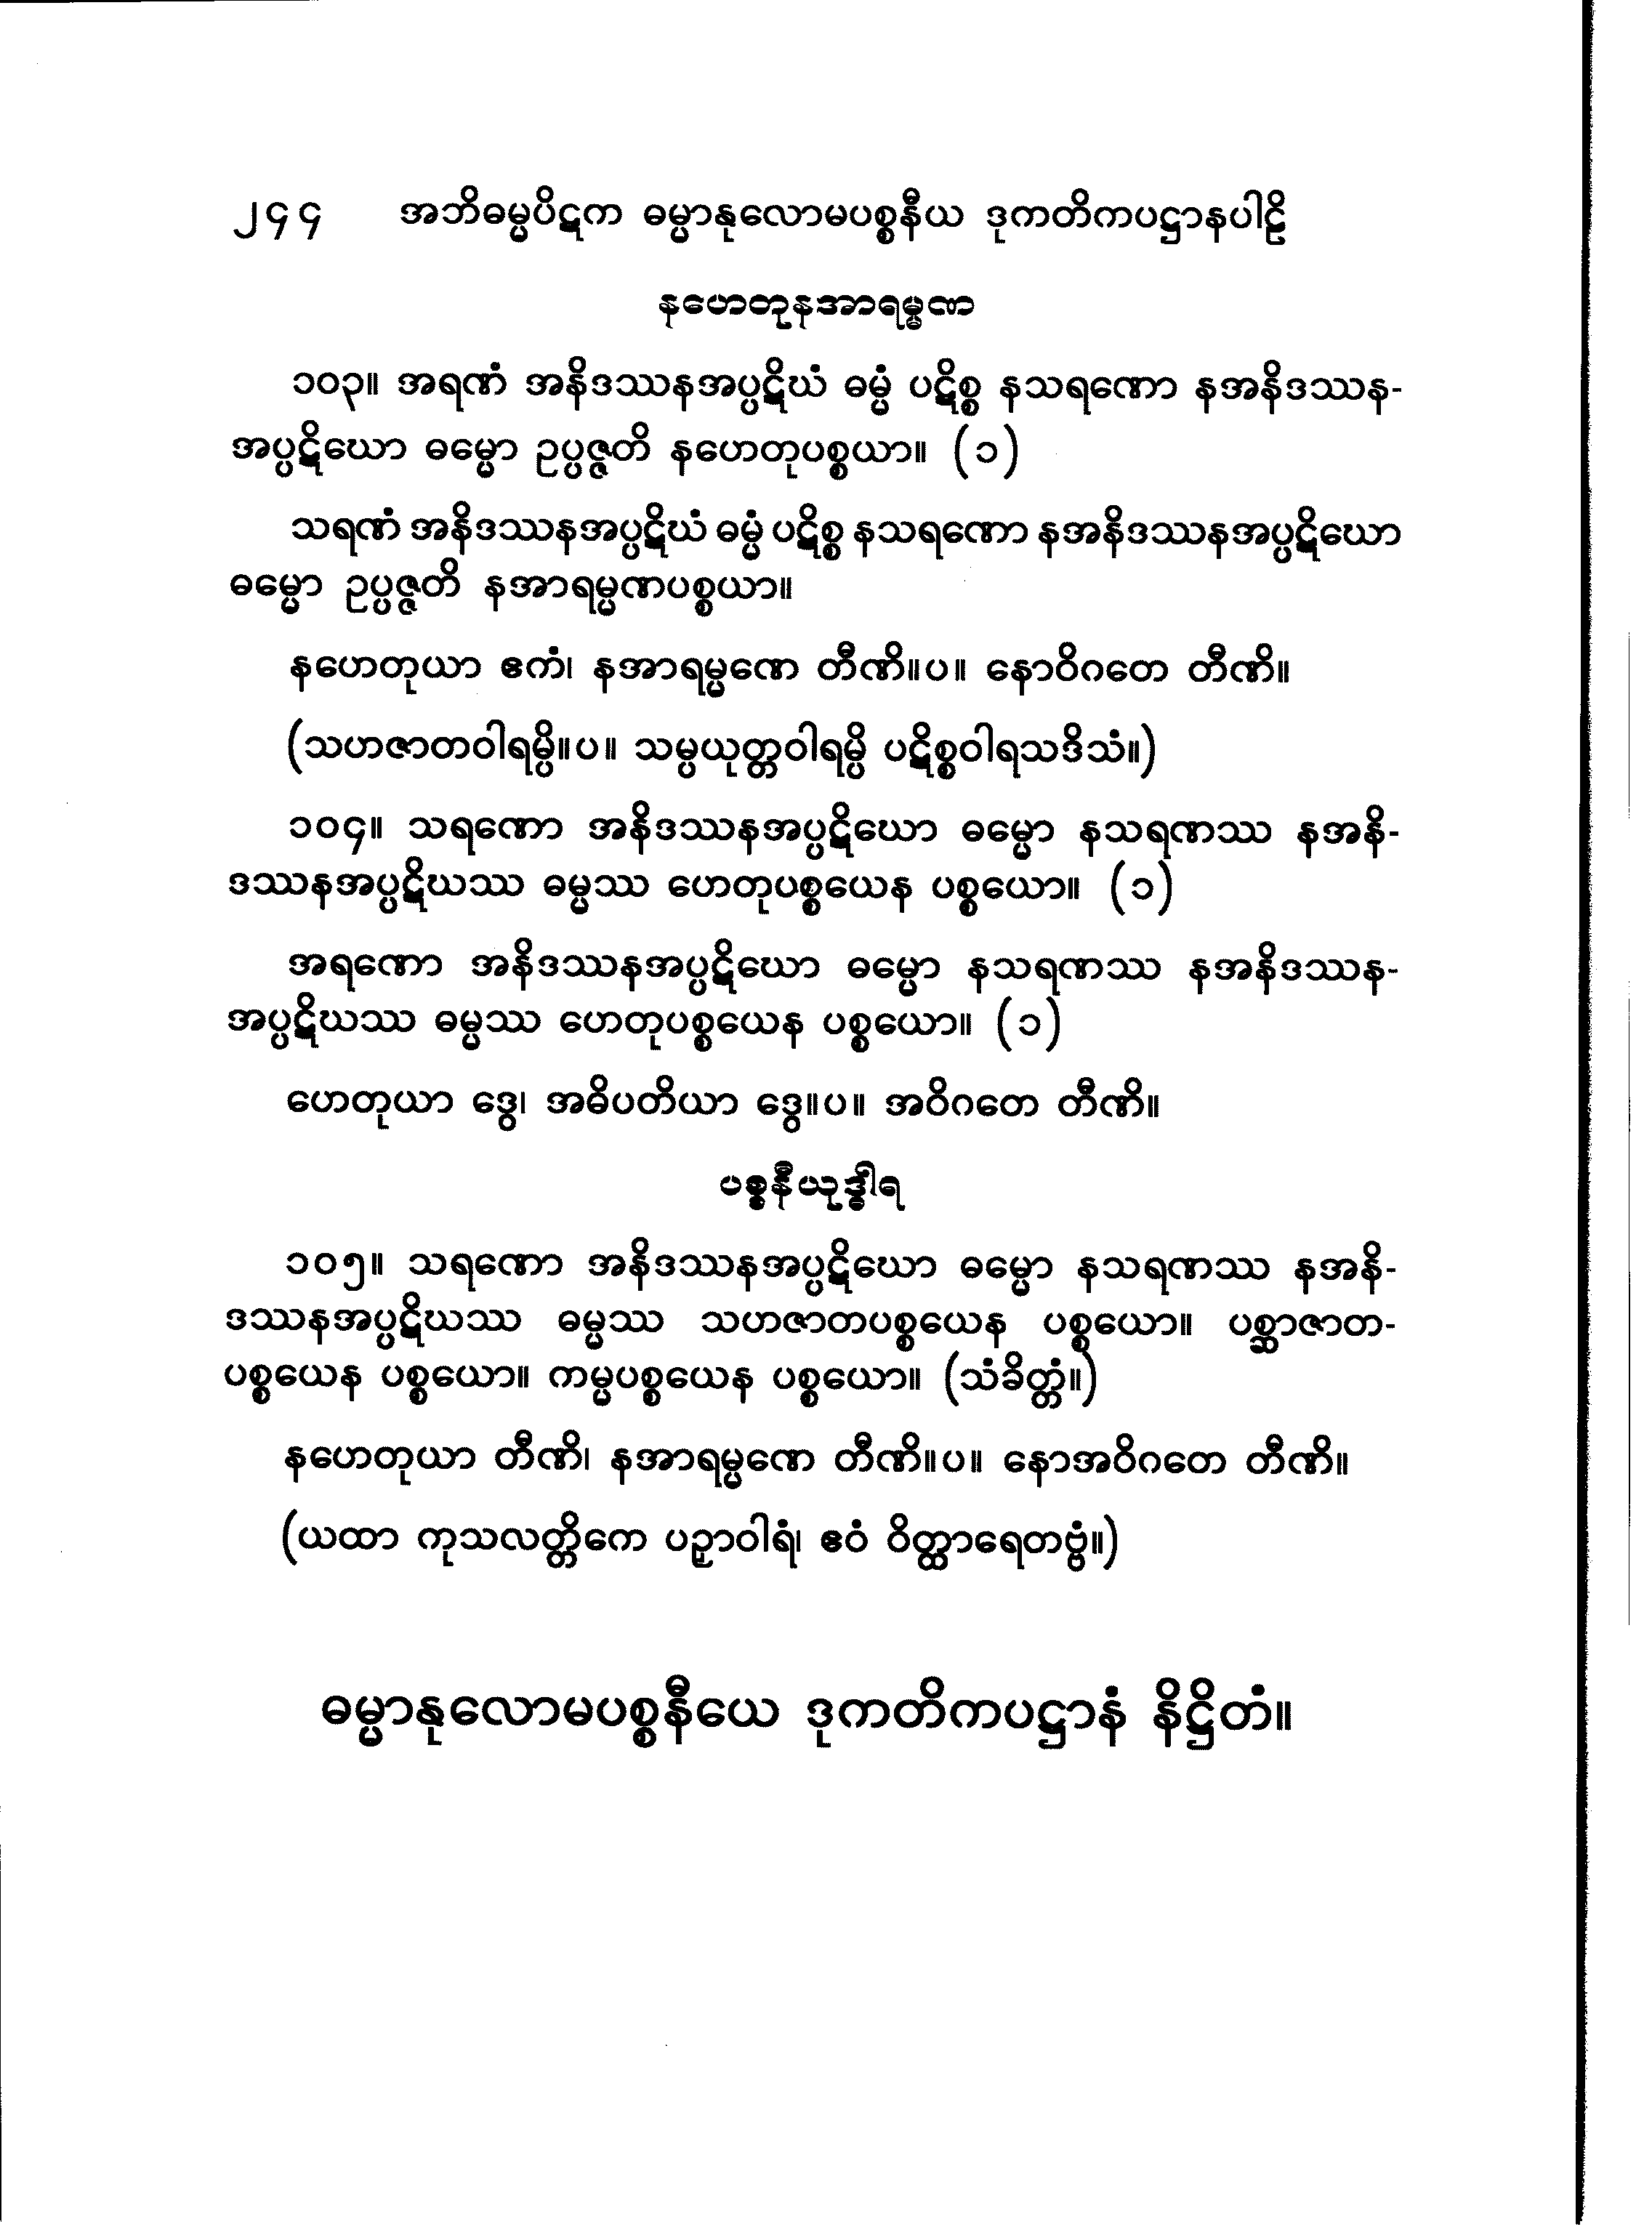 ၂၄၄ အဘိဓမ္မပိဋက ဓမ္မာနုလောမပစ္စနီယ ဒုကတိကပဋ္ဌာနပါဠိ
နဟေတုနအာရမ္မဏ
၁၀၃။ အရဏံ အနိဒဿနအပ္ပဋိဃံ ဓမ္မံ ပဋိစ္စ နသရဏော နအနိဒဿန-
အပ္ပဋိဃော ဓမ္မော ဥပ္ပဇ္ဇတိ နဟေတုပစ္စယာ။ (၁)
သရဏံ အနိဒဿနအပ္ပဋိဃံ ဓမ္မံ ပဋိစ္စ နသရဏော နအနိဒဿနအပ္ပဋိဃော
ဓမ္မော ဥပ္ပဇ္ဇတိ နအာရမ္မဏပစ္စယာ။
နဟေတုယာ ဧကံ၊ နအာရမ္မဏေ တီဏိ။ပ။ နောဝိဂတေ တီဏိ။
(သဟဇာတဝါရမ္ပိ။ပ။ သမ္ပယုတ္တဝါရမ္ပိ ပဋိစ္စဝါရသဒိသံ။)
၁၀၄။ သရဏော အနိဒဿနအပ္ပဋိဃော ဓမ္မော နသရဏဿ နအနိ-
ဒဿနအပ္ပဋိဃဿ ဓမ္မဿ ဟေတုပစ္စယေန ပစ္စယော။ (၁)
အရဏော အနိဒဿနအပ္ပဋိဃော ဓမ္မော နသရဏဿ နအနိဒဿန-
အပ္ပဋိဃဿ ဓမ္မဿ ဟေတုပစ္စယေန ပစ္စယော။ (၁)
ဟေတုယာ ဒွေ၊ အဓိပတိယာ ဒွေ။ပ။ အဝိဂတေ တီဏိ။
ပစ္စနီယုဒ္ဓါရ
၁၀၅။ သရဏော အနိဒဿနအပ္ပဋိဃော ဓမ္မော နသရဏဿ နအနိ-
ဒဿနအပ္ပဋိဃဿ ဓမ္မဿ သဟဇာတပစ္စယေန ပစ္စယော။ ပစ္ဆာဇာတ-
ပစ္စယေန ပစ္စယော။ ကမ္မပစ္စယေန ပစ္စယော။ (သံခိတ္တံ။)
နဟေတုယာ တီဏိ၊ နအာရမ္မဏေ တီဏိ။ပ။ နောအဝိဂတေ တီဏိ။
(ယထာ ကုသလတ္တိကေ ပဉှာဝါရံ၊ ဧဝံ ဝိတ္ထာရေတဗ္ဗံ။)
ဓမ္မာနုလောမပစ္စနီယေ ဒုကတိကပဋ္ဌာနံ နိဋ္ဌိတံ။